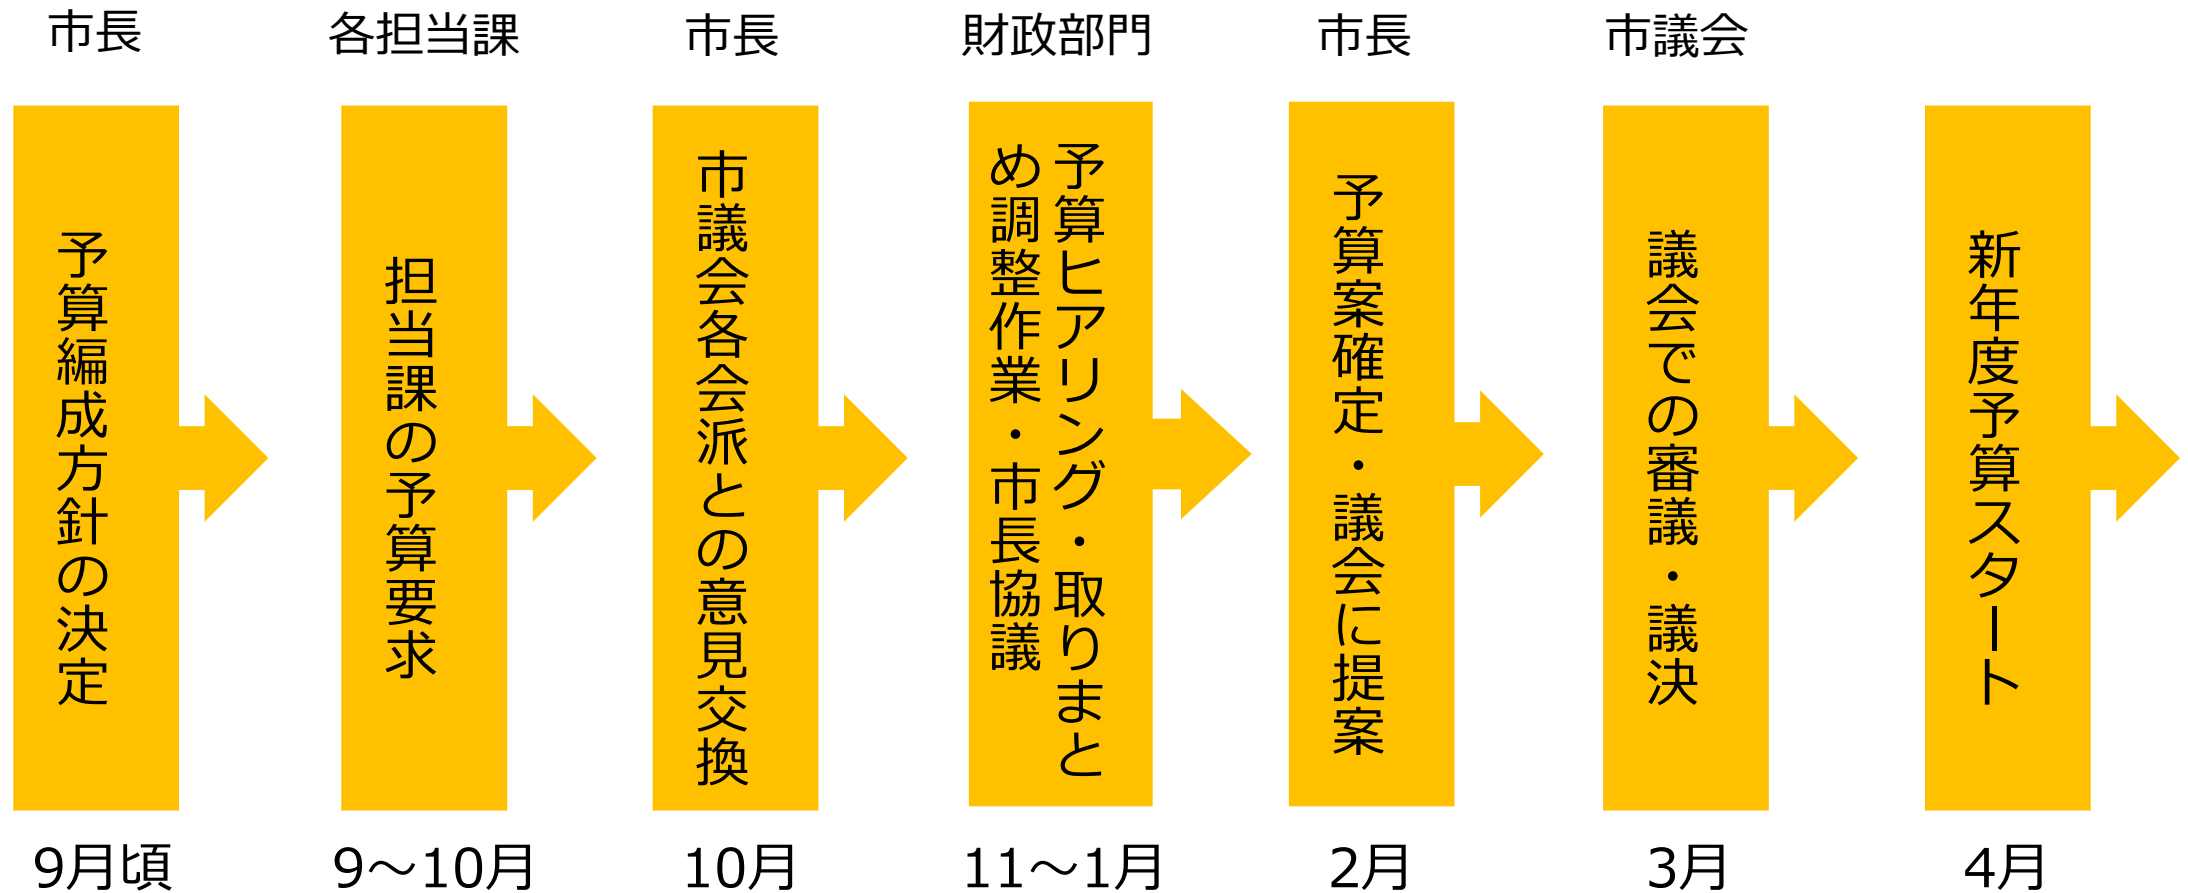 市長
予算編成方針の決定
9月頃
各担当課
担当課の予算要求
9～10月
市長
市議会各会派との意見交換
10月
財政部門
予算ヒアリング・取りまと
め調整作業・市長協議
11～1月
市長
予算案確定・議会に提案
2月
市議会
議会での審議・議決
3月
新年度予算スタート
4月